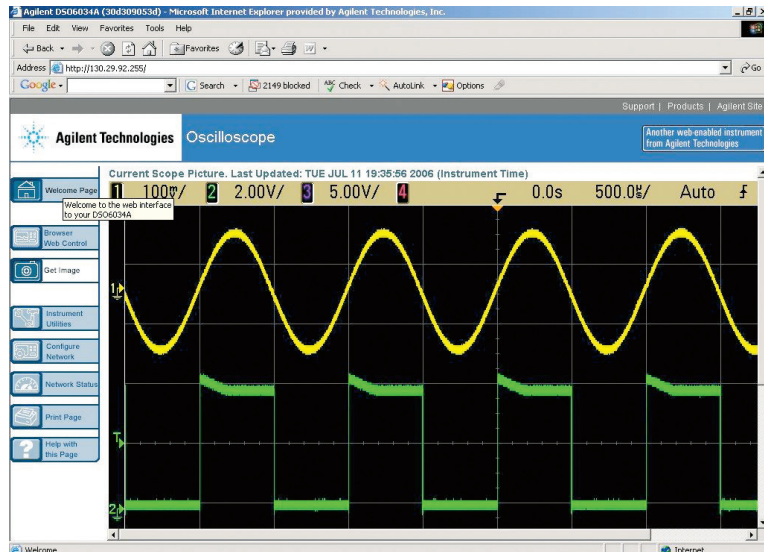 Agilent DSO6034A (30d309053d) - Microsoft Internet Explorer provided by Agilent Technologies, Inc.
File Edit View Favorites Tools Help
Back Favorites
Address http://130.29.92.255/ Go
Google Search 2149 blocked Check AutoLink Options
Support | Products | Agilent Site
Agilent Technologies Oscilloscope
Another web-enabled instrument
from Agilent Technologies
Current Scope Picture. Last Updated: TUE JUL 11 19:35:56 2006 (Instrument Time)
1 100 / 2 2.00V/ 3 5.00V/ 4 0.0s 500.0 / Auto
Welcome Page
Welcome to the web interface
to your DSO6034A
Browser
Web Control
Get Image
1
Instrument
Utilities
Configure
Network
Network Status
Print Page
T
Help with
this Page
2
Welcome Internet